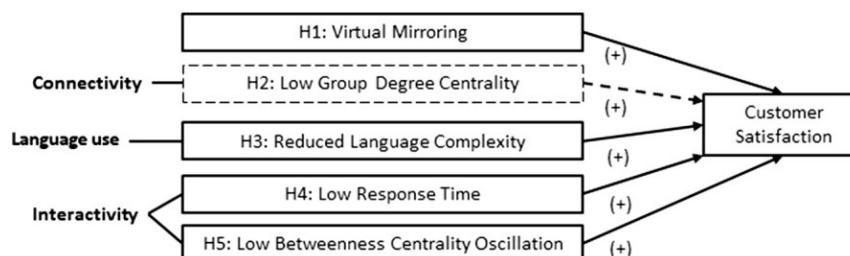 H1: Virtual Mirroring
(+)
Connectivity
H2: Low Group Degree Centrality
(+)
Customer
Satisfaction
Language use
H3: Reduced Language Complexity
(+)
Interactivity
H4: Low Response Time
(+)
H5: Low Betweenness Centrality Oscillation
(+)